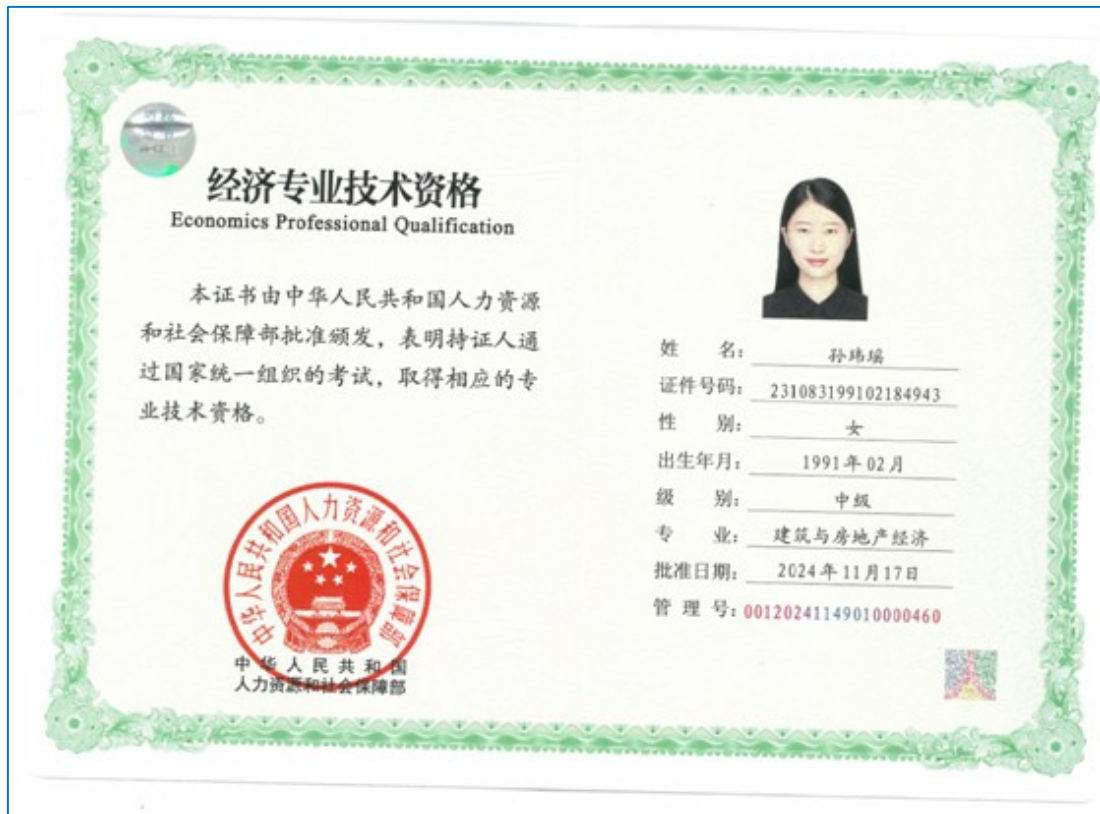 经济专业技术资格
Economics Professional Qualification
本证书由中华人民共和国人力资源
和社会保障部批准颁发，表明持证人通
过国家统一组织的考试，取得相应的专
业技术资格。
中华人民共和国人力资源和社会保障部
中华人民共和国
人力资源和社会保障部
姓 名： 孙玮瑶
证件号码： 231083199102184943
性 别： 女
出生年月： 1991年02月
级 别： 中级
专 业： 建筑与房地产经济
批准日期： 2024年11月17日
管 理 号： 00120241149010000460